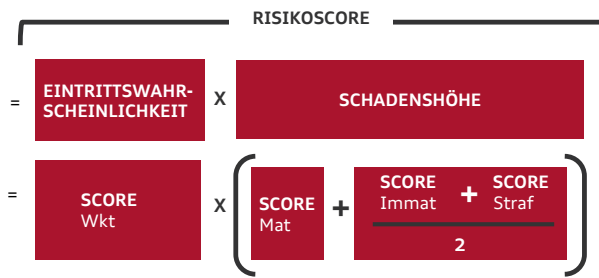 RISIKOSCORE
= EINTRITTSWAHR-
SCHEINLICHKEIT X SCHADENSHÖHE
= SCORE
Wkt X ( SCORE
Mat + SCORE
Immat + SCORE
Straf
2 )